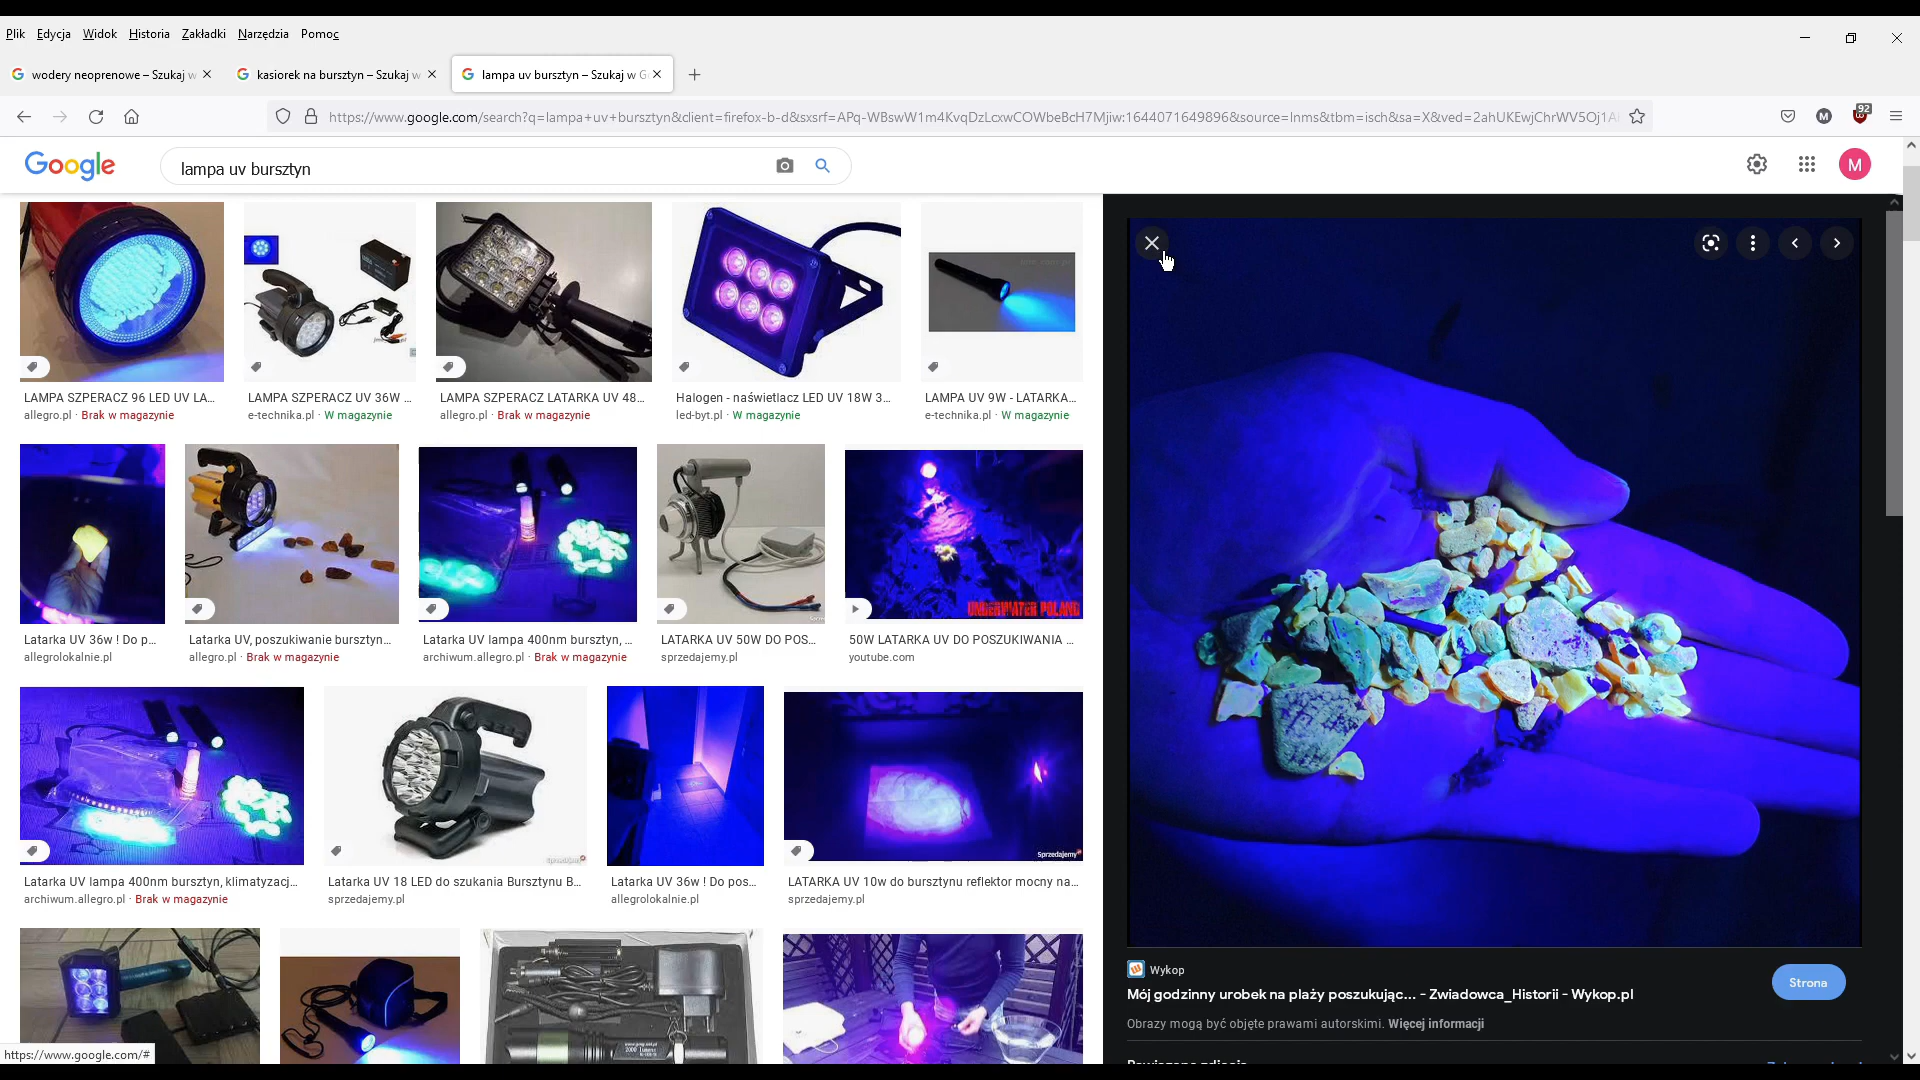 Plik Edycja Widok Historia Zakładki Narzędzia Pomoc
wodery neoprenowe – Szukaj w
kasiorek na bursztyn – Szukaj w
lampa uv bursztyn – Szukaj w G
https://www.google.com/search?q=lampa+uv+bursztyn&client=firefox-b-d&sxsrf=APq-WBswW1m4KvqDzLcxwCOWbeBcH7Mjiw:1644071649896&source=lnms&tbm=isch&sa=X&ved=2ahUKEwjChrWV5Oj1A
M
92
Google
lampa uv bursztyn
M
LAMPA SZPERACZ 96 LED UV LA...
allegro.pl · Brak w magazynie
LAMPA SZPERACZ UV 36W ...
e-technika.pl · W magazynie
LAMPA SZPERACZ LATARKA UV 48...
allegro.pl · Brak w magazynie
Halogen - naświetlacz LED UV 18W 3...
led-byt.pl · W magazynie
LAMPA UV 9W - LATARKA...
e-technika.pl · W magazynie
UNDERWATER POLAND
Latarka UV 36w ! Do p...
allegrolokalnie.pl
Latarka UV, poszukiwanie bursztyn...
allegro.pl · Brak w magazynie
Latarka UV lampa 400nm bursztyn, ...
archiwum.allegro.pl · Brak w magazynie
LATARKA UV 50W DO POS...
sprzedajemy.pl
50W LATARKA UV DO POSZUKIWANIA ...
youtube.com
Sprzedajemy
Sprzedajemy
Latarka UV lampa 400nm bursztyn, klimatyzacj...
archiwum.allegro.pl · Brak w magazynie
Latarka UV 18 LED do szukania Bursztynu B...
sprzedajemy.pl
Latarka UV 36w ! Do pos...
allegrolokalnie.pl
LATARKA UV 10w do bursztynu reflektor mocny na...
sprzedajemy.pl
Wykop
Mój godzinny urobek na plaży poszukując... - Zwiadowca_Historii - Wykop.pl
Strona
Obrazy mogą być objęte prawami autorskimi. Więcej informacji
https://www.google.com/#